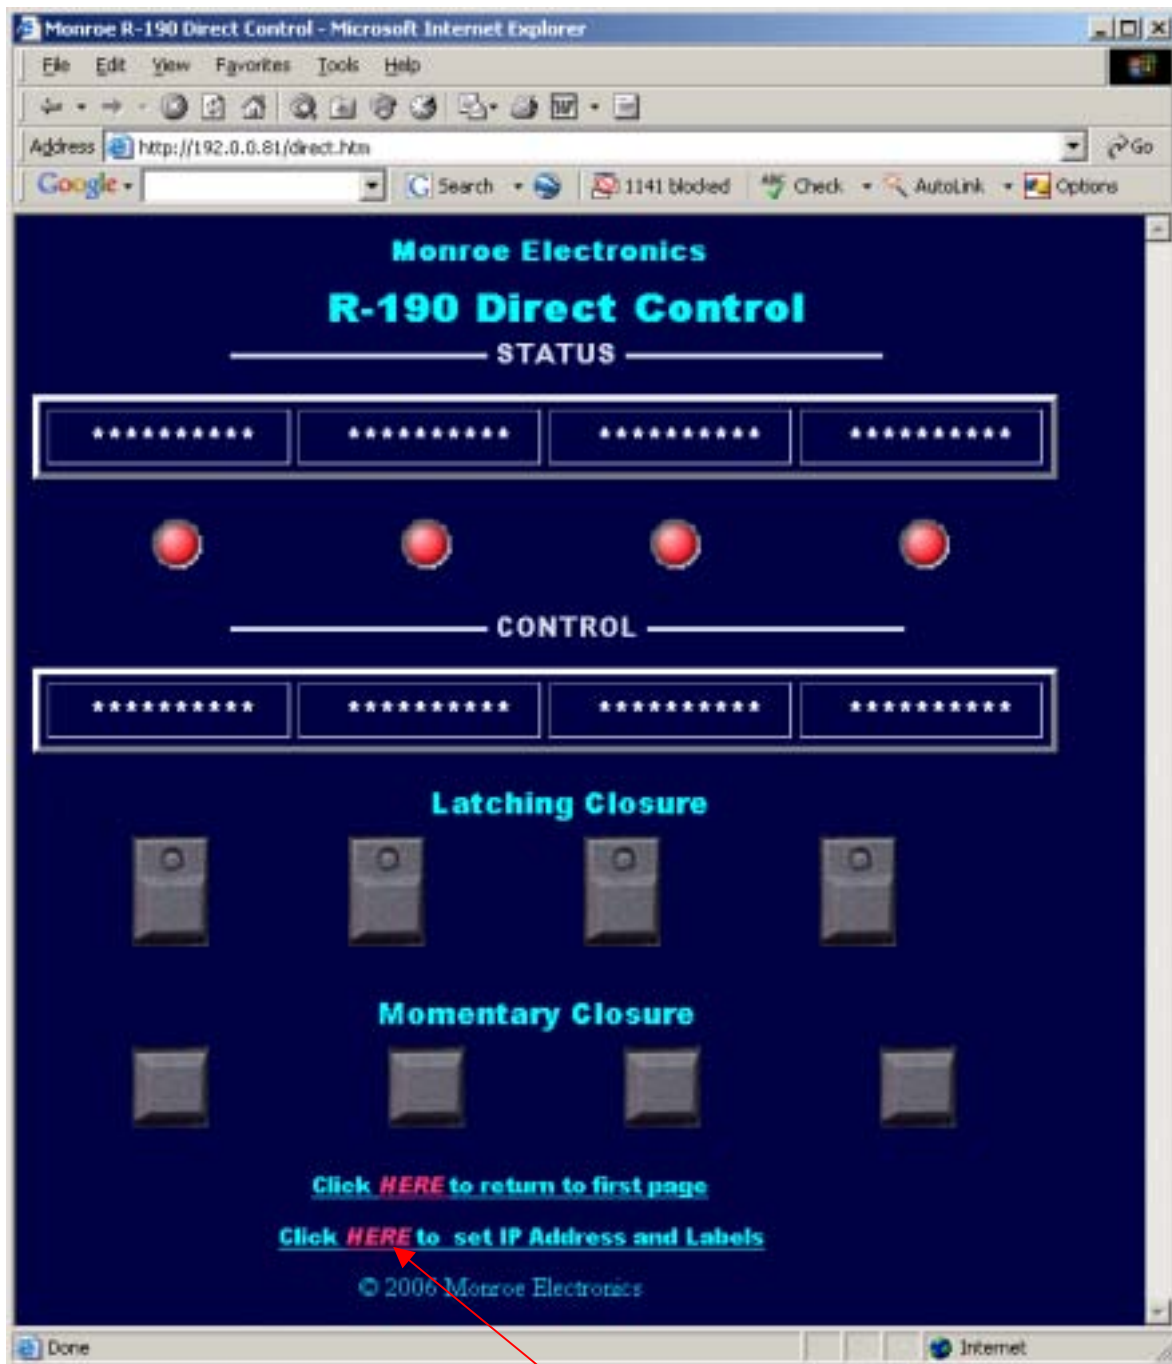 Monroe R-190 Direct Control - Microsoft Internet Explorer
File Edit View Favorites Tools Help
Address http://192.0.0.81/direct.htm Go
Google Search 1141 blocked ABC Check AutoLink Options
Monroe Electronics
R-190 Direct Control
STATUS
********** ********** ********** **********
CONTROL
********** ********** ********** **********
Latching Closure
Momentary Closure
Click HERE to return to first page
Click HERE to set IP Address and Labels
© 2006 Monroe Electronics
Done Internet